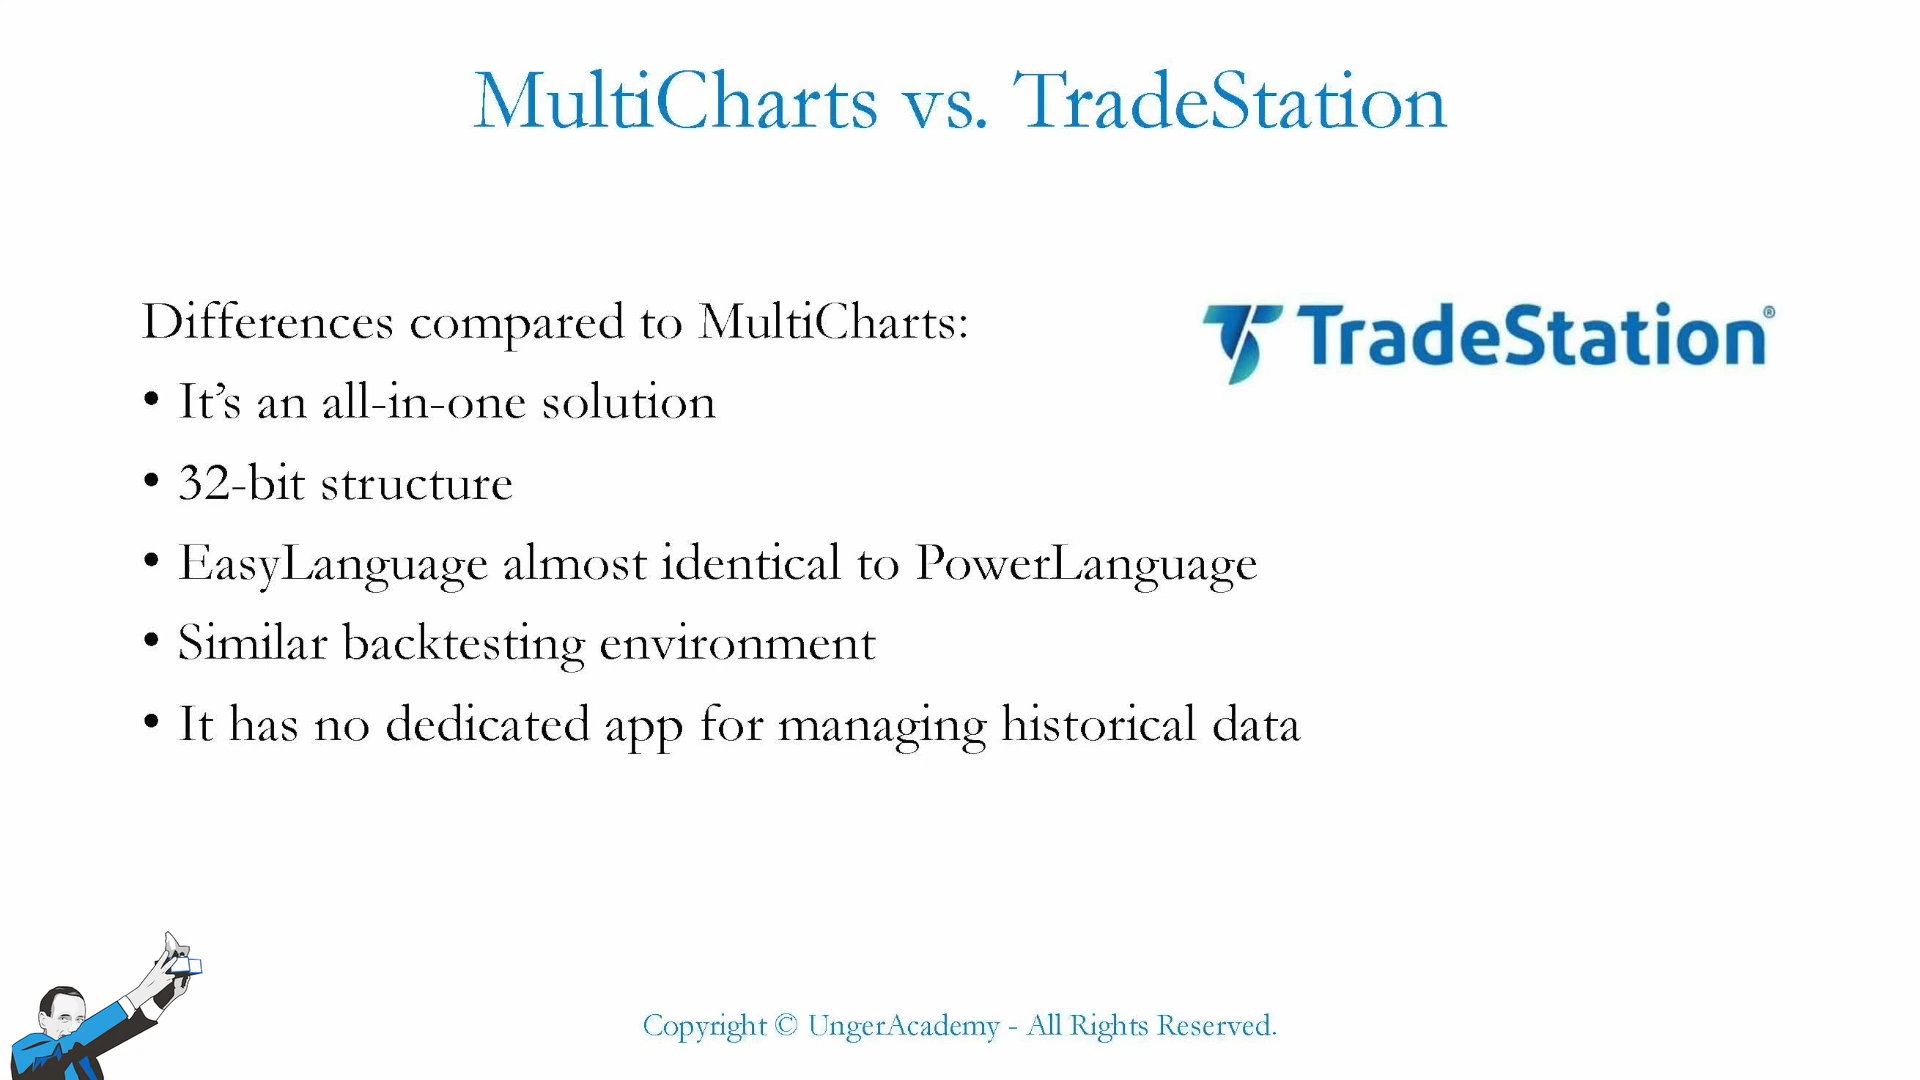 MultiCharts vs. TradeStation
Differences compared to MultiCharts:
TradeStation®
• It’s an all-in-one solution
• 32-bit structure
• EasyLanguage almost identical to PowerLanguage
• Similar backtesting environment
• It has no dedicated app for managing historical data
Copyright © UngerAcademy - All Rights Reserved.